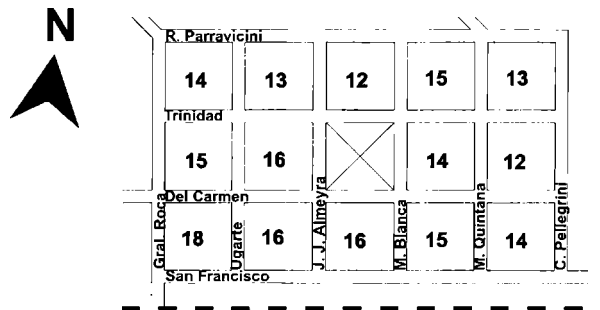 N
R. Parravicini
14 13 12 15 13
Trinidad
15 16 14 12
Del Carmen
Gral. Roca
Ugarte
J. J. Almeyra
M. Blanca
M. Quintana
C. Pellegrini
18 16 16 15 14
San Francisco